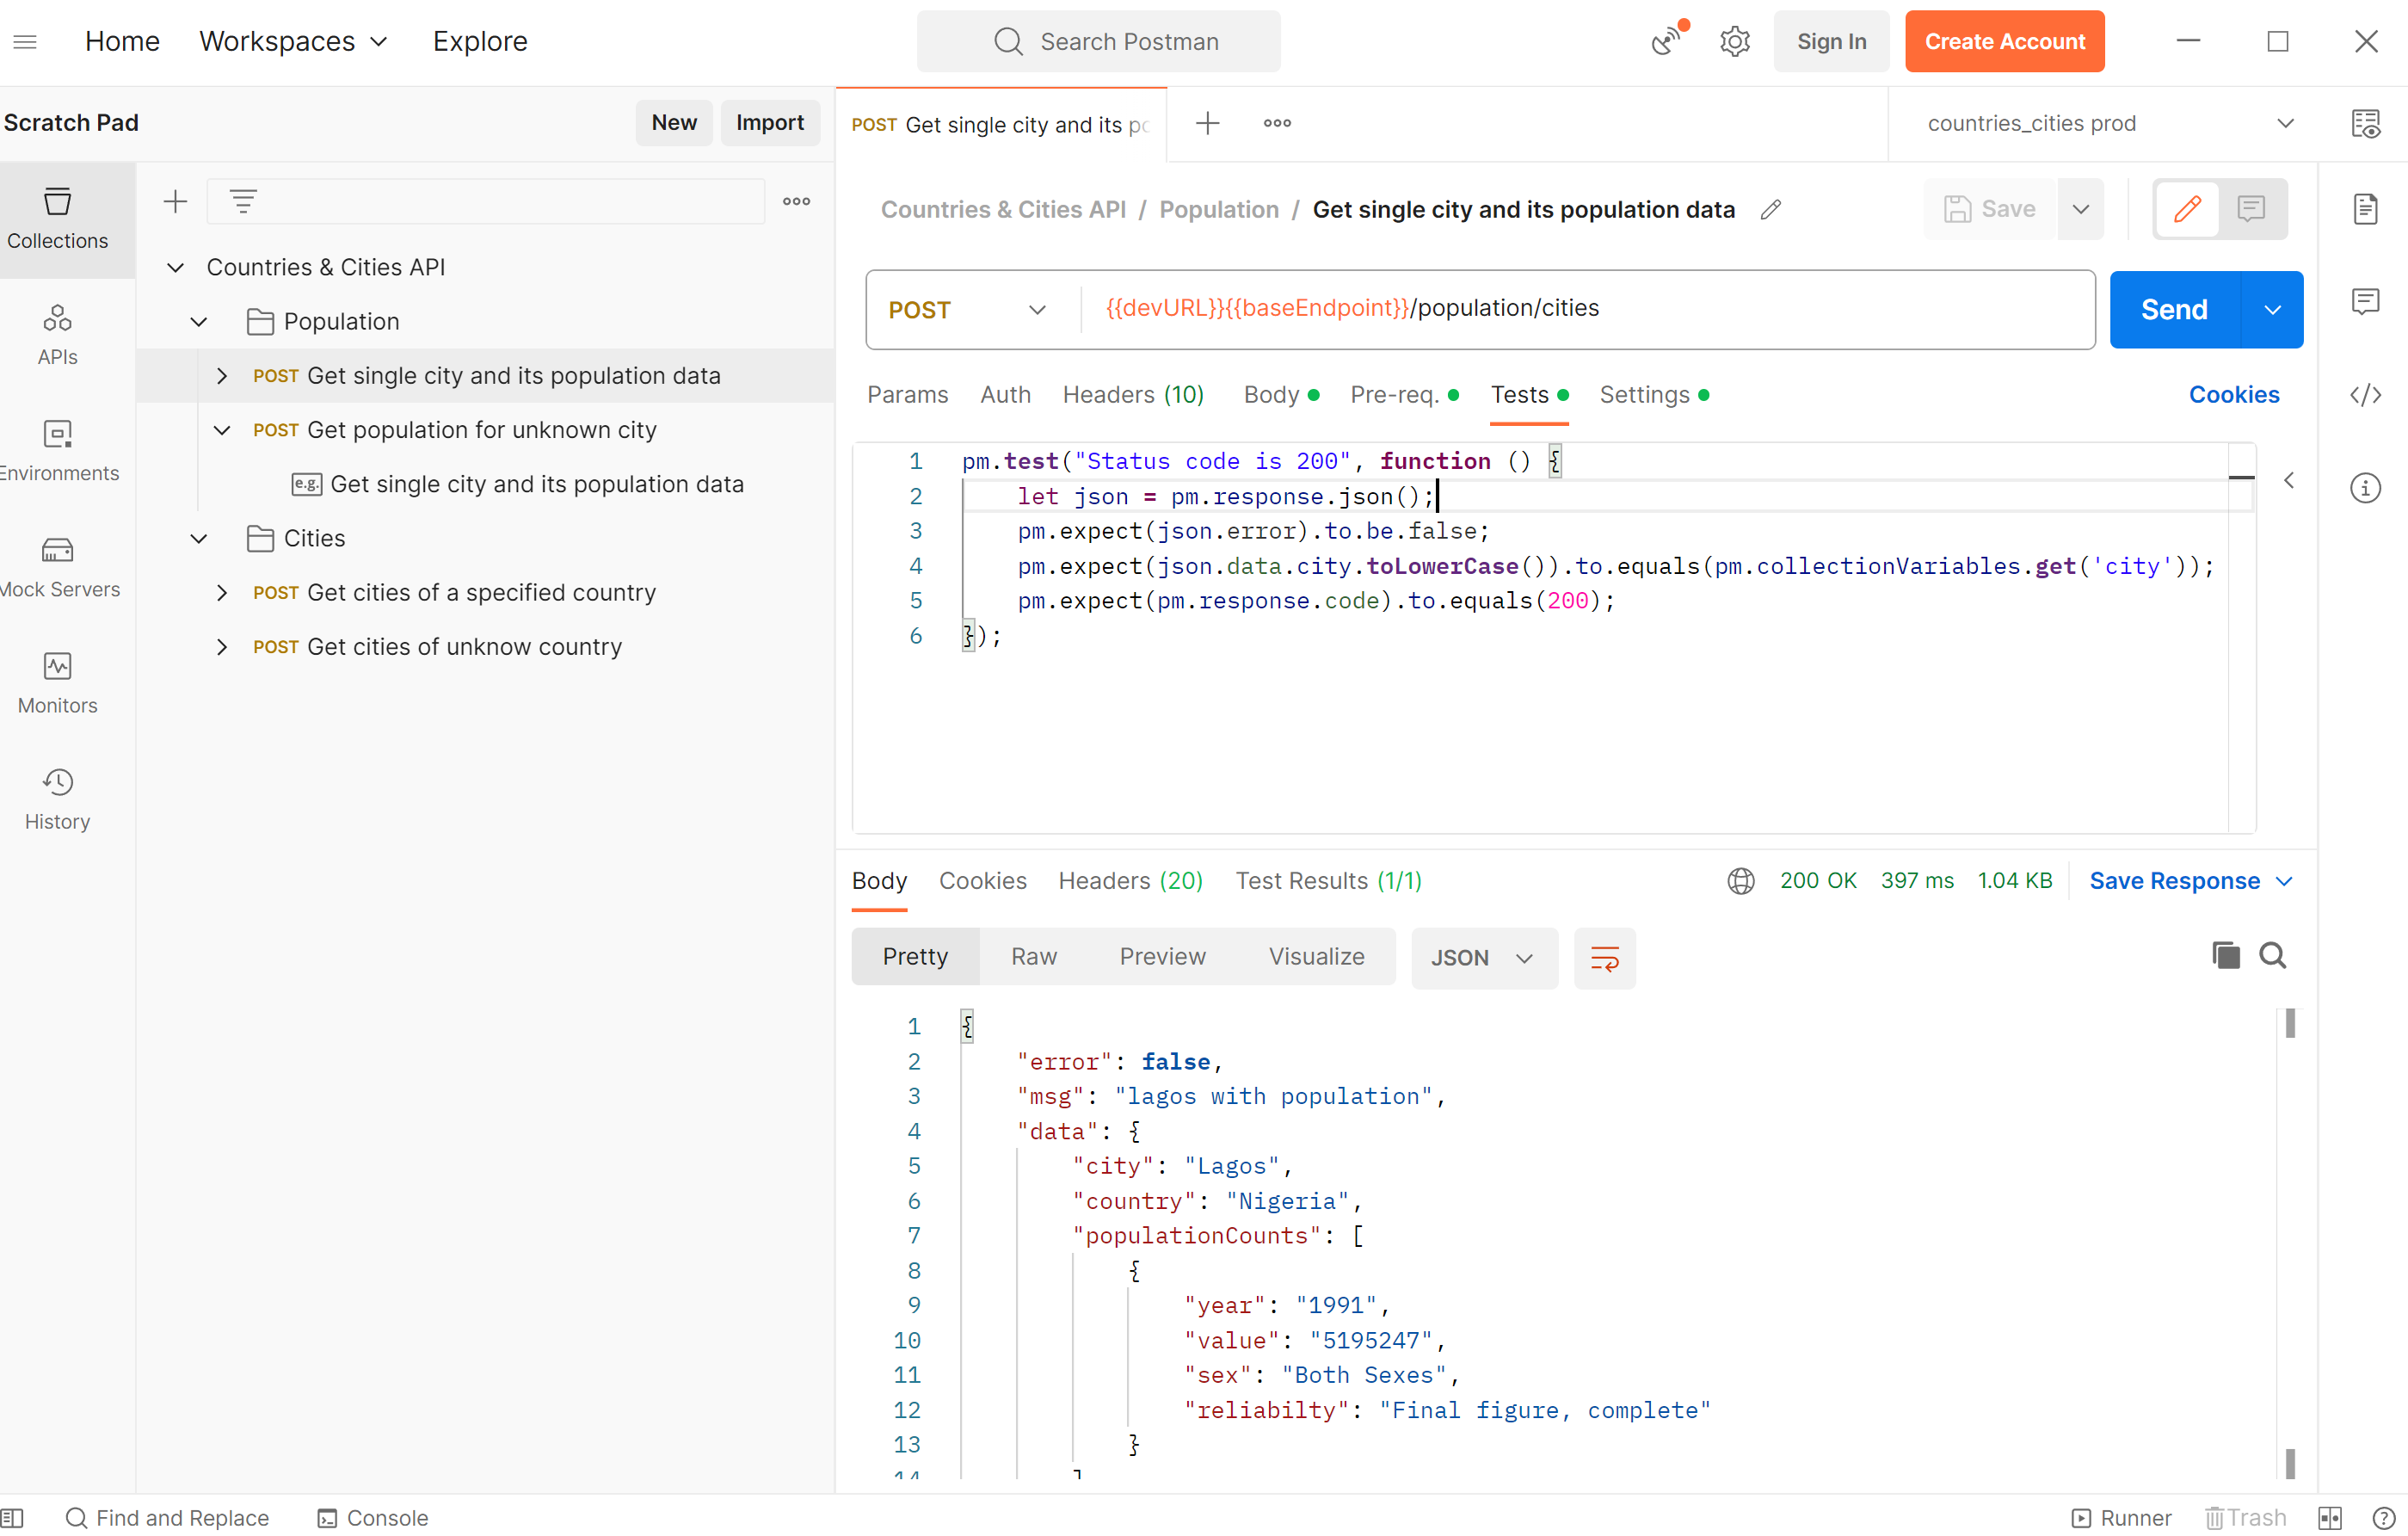 Home Workspaces Explore Search Postman Sign In Create Account
Scratch Pad New Import
POST Get single city and its po
countries_cities prod
Collections
APIs
Environments
Mock Servers
Monitors
History
Countries & Cities API
Population
POST Get single city and its population data
POST Get population for unknown city
e.g. Get single city and its population data
Cities
POST Get cities of a specified country
POST Get cities of unknow country
Countries & Cities API / Population / Get single city and its population data Save
POST {{devURL}}{{baseEndpoint}}/population/cities Send
Params Auth Headers (10) Body Pre-req. Tests Settings Cookies
1 pm.test("Status code is 200", function () {
2 let json = pm.response.json();
3 pm.expect(json.error).to.be.false;
4 pm.expect(json.data.city.toLowerCase()).to.equals(pm.collectionVariables.get('city'));
5 pm.expect(pm.response.code).to.equals(200);
6 });
Body Cookies Headers (20) Test Results (1/1) 200 OK 397 ms 1.04 KB Save Response
Pretty Raw Preview Visualize JSON
1 {
2 "error": false,
3 "msg": "lagos with population",
4 "data": {
5 "city": "Lagos",
6 "country": "Nigeria",
7 "populationCounts": [
8 {
9 "year": "1991",
10 "value": "5195247",
11 "sex": "Both Sexes",
12 "reliabilty": "Final figure, complete"
13 }
14 ]
Find and Replace Console Runner Trash